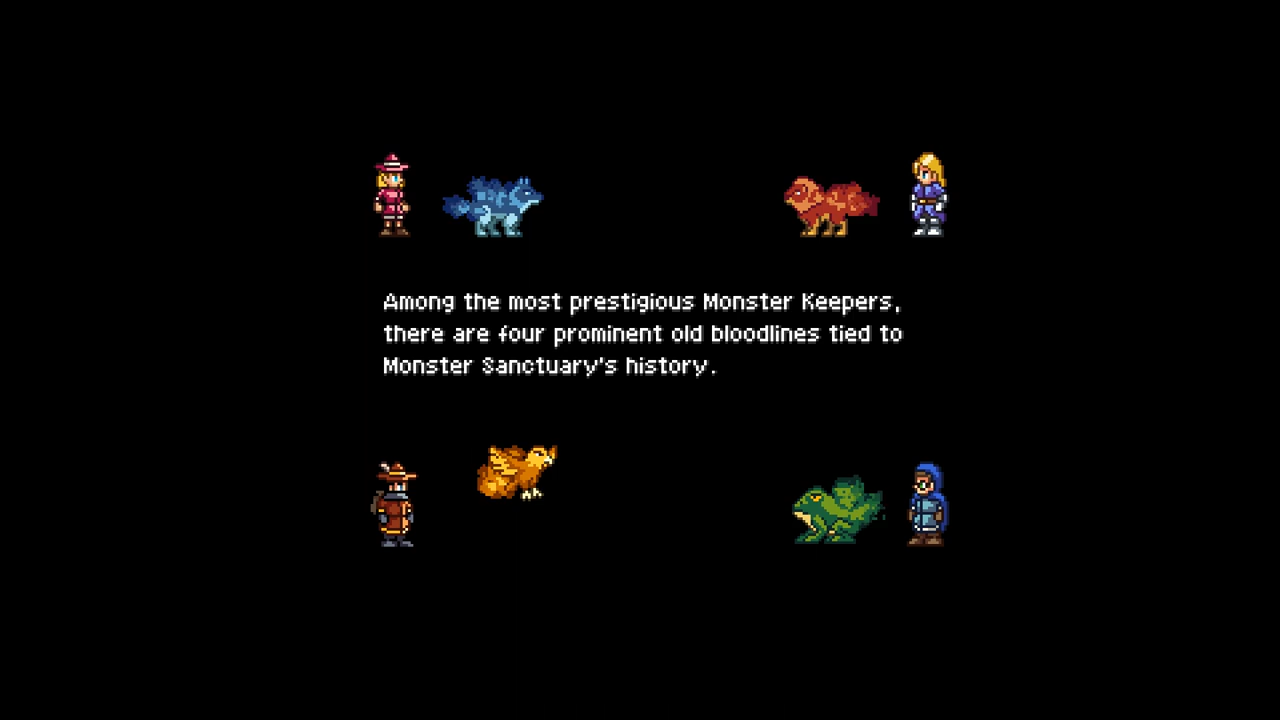 Among the most prestigious Monster Keepers,
there are four prominent old bloodlines tied to
Monster Sanctuary's history.